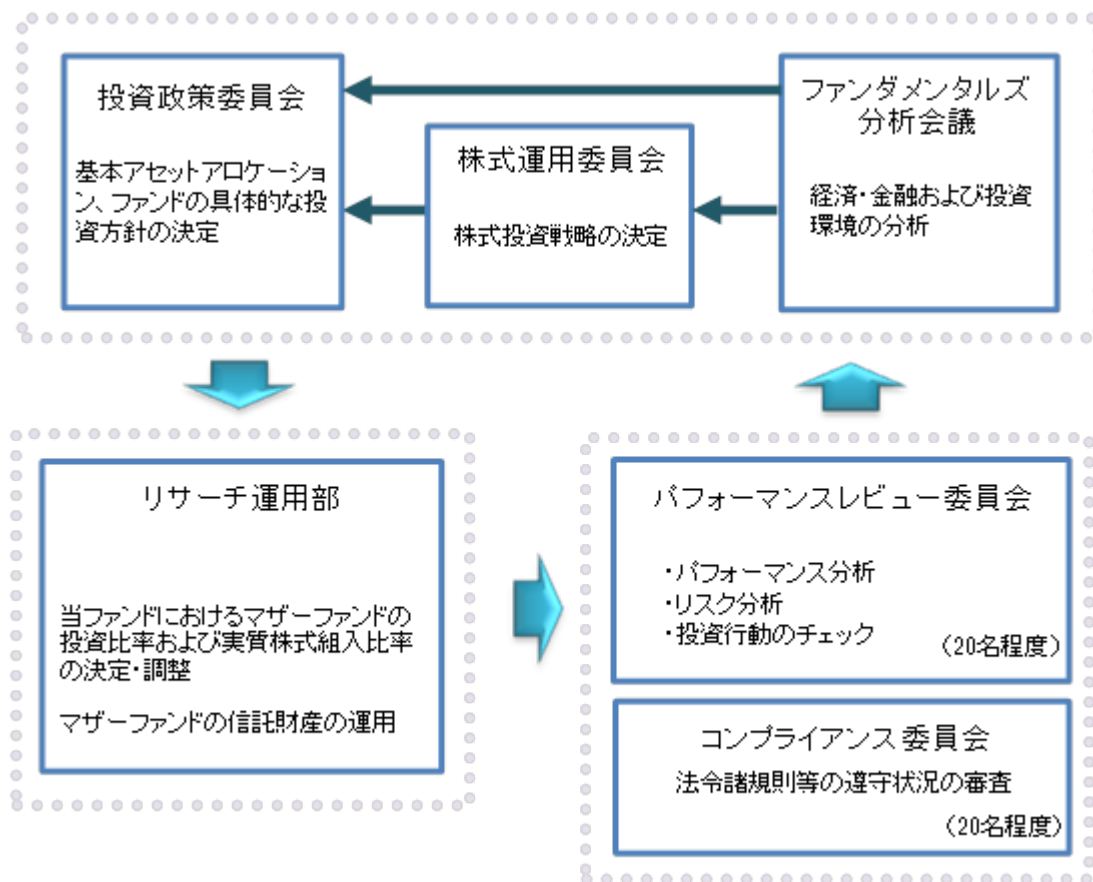 投資政策委員会
基本アセットアロケーショ
ン、ファンドの具体的な投
資方針の決定
株式運用委員会
株式投資戦略の決定
ファンダメンタルズ
分析会議
経済・金融および投資
環境の分析
リサーチ運用部
当ファンドにおけるマザーファンドの
投資比率および実質株式組入比率
の決定・調整
マザーファンドの信託財産の運用
パフォーマンスレビュー委員会
・パフォーマンス分析
・リスク分析
・投資行動のチェック
（20名程度）
コンプライアンス委員会
法令諸規則等の遵守状況の審査
（20名程度）